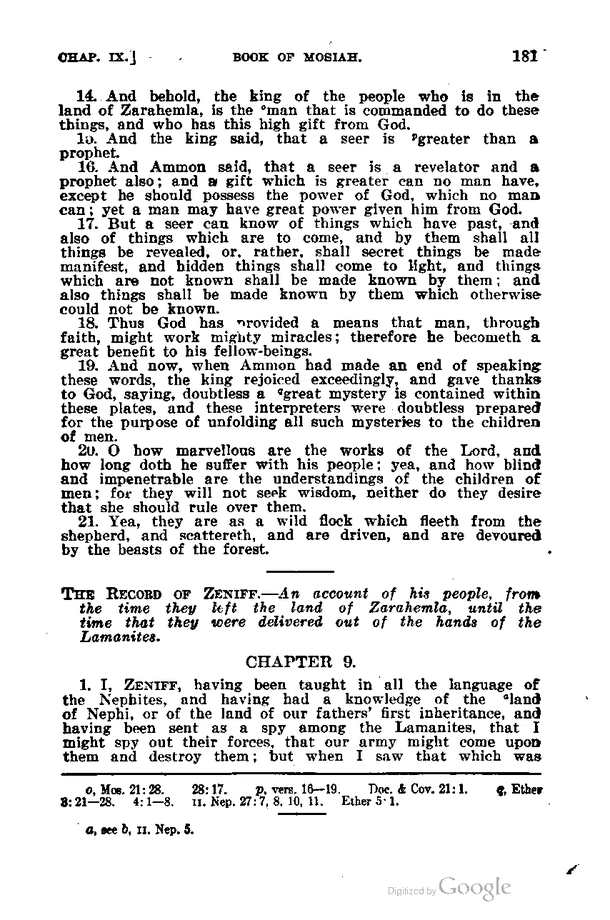 CHAP. IX.] BOOK OF MOSIAH. 181
14. And behold, the king of the people who is in the
land of Zarahemla, is the ᵒman that is commanded to do these
things, and who has this high gift from God.
15. And the king said, that a seer is ᵖgreater than a
prophet.
16. And Ammon said, that a seer is a revelator and a
prophet also; and a gift which is greater can no man have,
except he should possess the power of God, which no man
can; yet a man may have great power given him from God.
17. But a seer can know of things which have past, and
also of things which are to come, and by them shall all
things be revealed, or, rather, shall secret things be made
manifest, and hidden things shall come to light, and things
which are not known shall be made known by them; and
also things shall be made known by them which otherwise
could not be known.
18. Thus God has provided a means that man, through
faith, might work mighty miracles; therefore he becometh a
great benefit to his fellow-beings.
19. And now, when Ammon had made an end of speaking
these words, the king rejoiced exceedingly, and gave thanks
to God, saying, doubtless a ᵠgreat mystery is contained within
these plates, and these interpreters were doubtless prepared
for the purpose of unfolding all such mysteries to the children
of men.
20. O how marvellous are the works of the Lord, and
how long doth he suffer with his people; yea, and how blind
and impenetrable are the understandings of the children of
men; for they will not seek wisdom, neither do they desire
that she should rule over them.
21. Yea, they are as a wild flock which fleeth from the
shepherd, and scattereth, and are driven, and are devoured
by the beasts of the forest.
THE RECORD OF ZENIFF.—An account of his people, from
the time they left the land of Zarahemla, until the
time that they were delivered out of the hands of the
Lamanites.
CHAPTER 9.
1. I, ZENIFF, having been taught in all the language of
the Nephites, and having had a knowledge of the ᵃland
of Nephi, or of the land of our fathers' first inheritance, and
having been sent as a spy among the Lamanites, that I
might spy out their forces, that our army might come upon
them and destroy them; but when I saw that which was
o, Mos. 21:28. 28:17. p, vers. 16—19. Doc. & Cov. 21:1. q, Ether
3:21—28. 4:1—8. II. Nep. 27:7, 8, 10, 11. Ether 5:1.
a, see b, II. Nep. 5.
Digitized by Google